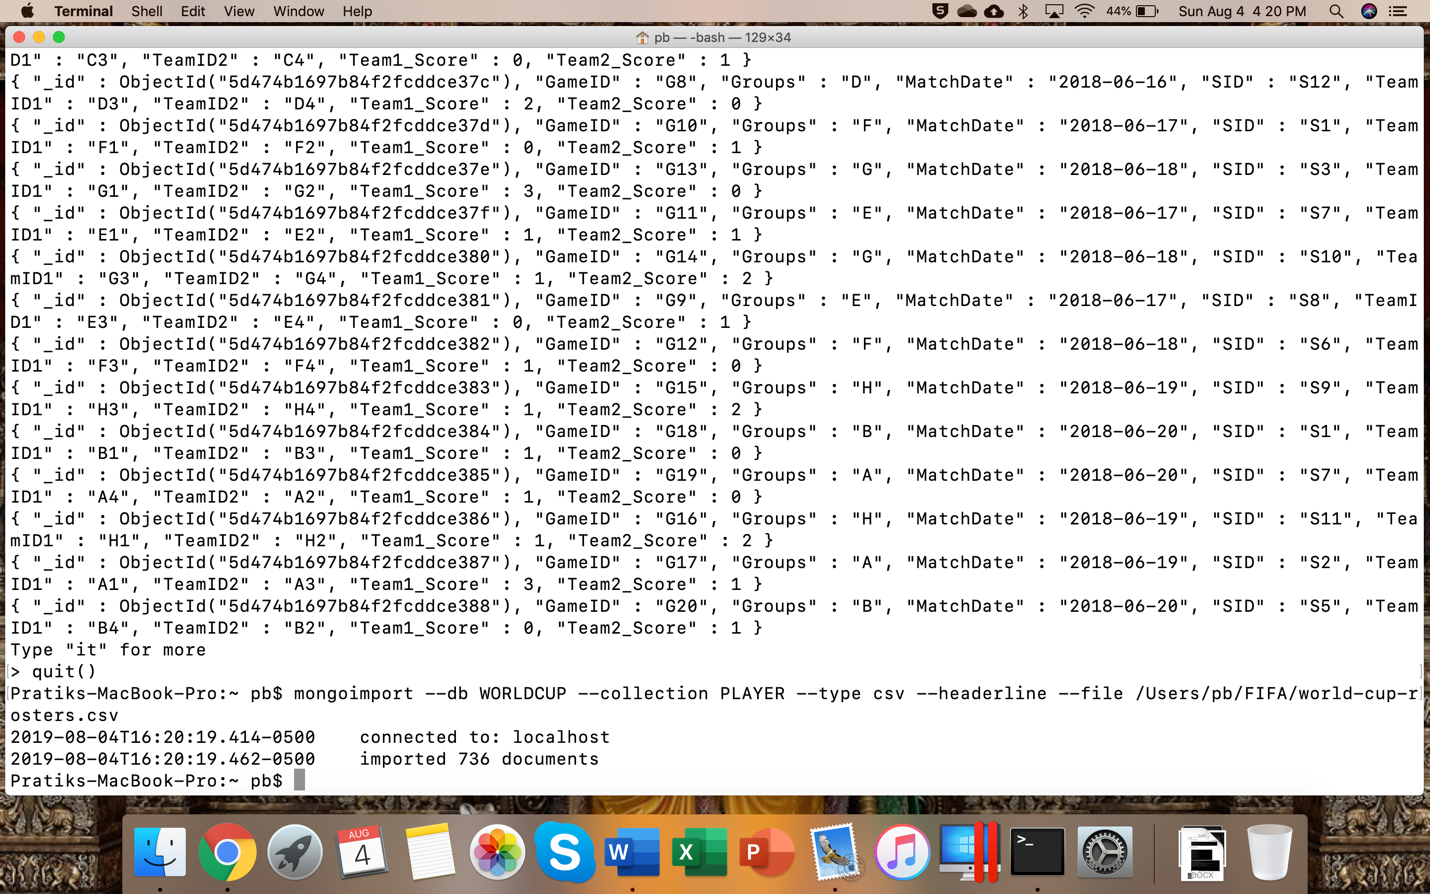 Terminal Shell Edit View Window Help 44% Sun Aug 4 4 20 PM
pb — -bash — 129×34
D1" : "C3", "TeamID2" : "C4", "Team1_Score" : 0, "Team2_Score" : 1 }
{ "_id" : ObjectId("5d474b1697b84f2fcddce37c"), "GameID" : "G8", "Groups" : "D", "MatchDate" : "2018-06-16", "SID" : "S12", "Team
ID1" : "D3", "TeamID2" : "D4", "Team1_Score" : 2, "Team2_Score" : 0 }
{ "_id" : ObjectId("5d474b1697b84f2fcddce37d"), "GameID" : "G10", "Groups" : "F", "MatchDate" : "2018-06-17", "SID" : "S1", "Team
ID1" : "F1", "TeamID2" : "F2", "Team1_Score" : 0, "Team2_Score" : 1 }
{ "_id" : ObjectId("5d474b1697b84f2fcddce37e"), "GameID" : "G13", "Groups" : "G", "MatchDate" : "2018-06-18", "SID" : "S3", "Team
ID1" : "G1", "TeamID2" : "G2", "Team1_Score" : 3, "Team2_Score" : 0 }
{ "_id" : ObjectId("5d474b1697b84f2fcddce37f"), "GameID" : "G11", "Groups" : "E", "MatchDate" : "2018-06-17", "SID" : "S7", "Team
ID1" : "E1", "TeamID2" : "E2", "Team1_Score" : 1, "Team2_Score" : 1 }
{ "_id" : ObjectId("5d474b1697b84f2fcddce380"), "GameID" : "G14", "Groups" : "G", "MatchDate" : "2018-06-18", "SID" : "S10", "Tea
mID1" : "G3", "TeamID2" : "G4", "Team1_Score" : 1, "Team2_Score" : 2 }
{ "_id" : ObjectId("5d474b1697b84f2fcddce381"), "GameID" : "G9", "Groups" : "E", "MatchDate" : "2018-06-17", "SID" : "S8", "TeamI
D1" : "E3", "TeamID2" : "E4", "Team1_Score" : 0, "Team2_Score" : 1 }
{ "_id" : ObjectId("5d474b1697b84f2fcddce382"), "GameID" : "G12", "Groups" : "F", "MatchDate" : "2018-06-18", "SID" : "S6", "Team
ID1" : "F3", "TeamID2" : "F4", "Team1_Score" : 1, "Team2_Score" : 0 }
{ "_id" : ObjectId("5d474b1697b84f2fcddce383"), "GameID" : "G15", "Groups" : "H", "MatchDate" : "2018-06-19", "SID" : "S9", "Team
ID1" : "H3", "TeamID2" : "H4", "Team1_Score" : 1, "Team2_Score" : 2 }
{ "_id" : ObjectId("5d474b1697b84f2fcddce384"), "GameID" : "G18", "Groups" : "B", "MatchDate" : "2018-06-20", "SID" : "S1", "Team
ID1" : "B1", "TeamID2" : "B3", "Team1_Score" : 1, "Team2_Score" : 0 }
{ "_id" : ObjectId("5d474b1697b84f2fcddce385"), "GameID" : "G19", "Groups" : "A", "MatchDate" : "2018-06-20", "SID" : "S7", "Team
ID1" : "A4", "TeamID2" : "A2", "Team1_Score" : 1, "Team2_Score" : 0 }
{ "_id" : ObjectId("5d474b1697b84f2fcddce386"), "GameID" : "G16", "Groups" : "H", "MatchDate" : "2018-06-19", "SID" : "S11", "Tea
mID1" : "H1", "TeamID2" : "H2", "Team1_Score" : 1, "Team2_Score" : 2 }
{ "_id" : ObjectId("5d474b1697b84f2fcddce387"), "GameID" : "G17", "Groups" : "A", "MatchDate" : "2018-06-19", "SID" : "S2", "Team
ID1" : "A1", "TeamID2" : "A3", "Team1_Score" : 3, "Team2_Score" : 1 }
{ "_id" : ObjectId("5d474b1697b84f2fcddce388"), "GameID" : "G20", "Groups" : "B", "MatchDate" : "2018-06-20", "SID" : "S5", "Team
ID1" : "B4", "TeamID2" : "B2", "Team1_Score" : 0, "Team2_Score" : 1 }
Type "it" for more
> quit()
Pratiks-MacBook-Pro:~ pb$ mongoimport --db WORLDCUP --collection PLAYER --type csv --headerline --file /Users/pb/FIFA/world-cup-r
osters.csv
2019-08-04T16:20:19.414-0500    connected to: localhost
2019-08-04T16:20:19.462-0500    imported 736 documents
Pratiks-MacBook-Pro:~ pb$
AUG
4
S
W
X
P
>_
DOCX